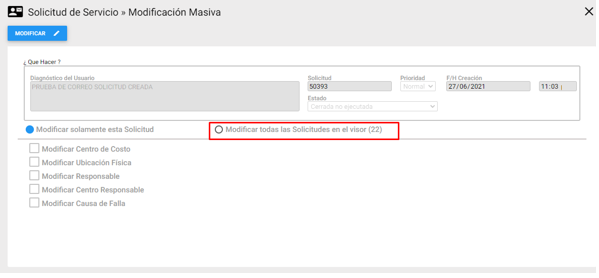 Solicitud de Servicio » Modificación Masiva
MODIFICAR
¿ Que Hacer ?
Diagnóstico del Usuario
PRUEBA DE CORREO SOLICITUD CREADA
Solicitud
50393
Prioridad
Normal
F/H Creación
27/06/2021
11:03
Estado
Cerrada no ejecutada
Modificar solamente esta Solicitud
Modificar todas las Solicitudes en el visor (22)
Modificar Centro de Costo
Modificar Ubicación Física
Modificar Responsable
Modificar Centro Responsable
Modificar Causa de Falla